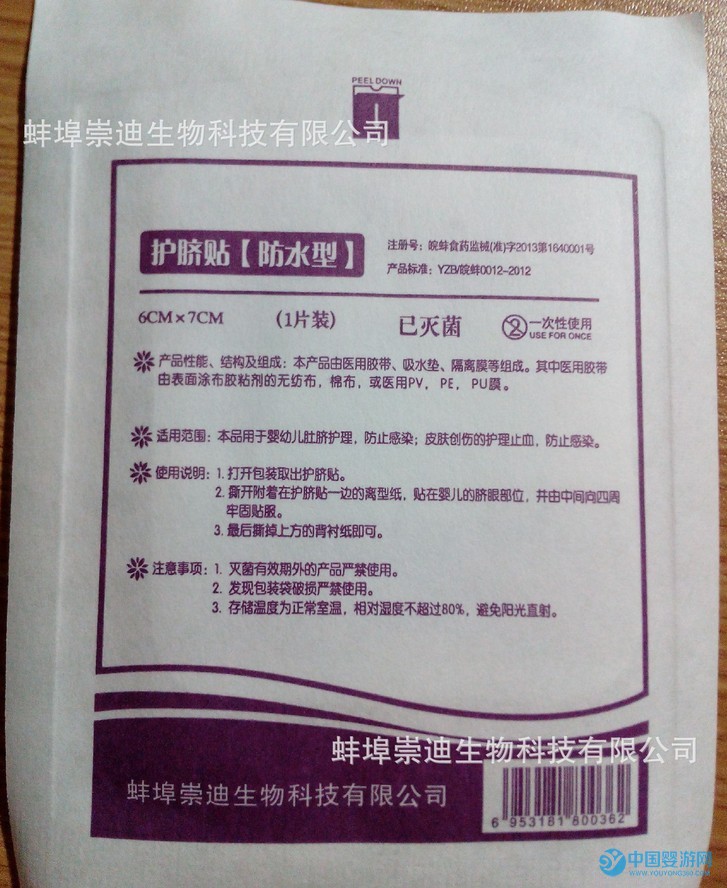 PEEL DOWN
蚌埠崇迪生物科技有限公司
护脐贴【防水型】
注册号：皖蚌食药监械(准)字2013第1640001号
产品标准：YZB/皖蚌0012-2012
6CM×7CM （1片装） 已灭菌 一次性使用
USE FOR ONCE
产品性能、结构及组成：本产品由医用胶带、吸水垫、隔离膜等组成。其中医用胶带
由表面涂布胶粘剂的无纺布，棉布，或医用PV，PE，PU膜。
适用范围：本品用于婴幼儿肚脐护理，防止感染；皮肤创伤的护理止血，防止感染；
使用说明：1. 打开包装取出护脐贴。
2. 撕开附着在护脐贴一边的离型纸，贴在婴儿的脐眼部位，并由中间向四周
牢固贴服。
3. 最后撕掉上方的背衬纸即可。
注意事项：1. 灭菌有效期外的产品严禁使用。
2. 发现包装袋破损严禁使用。
3. 存储温度为正常室温，相对湿度不超过80%，避免阳光直射。
蚌埠崇迪生物科技有限公司
蚌埠崇迪生物科技有限公司
6 953181 800362
中国婴游网
WWW.YOUYONG360.COM